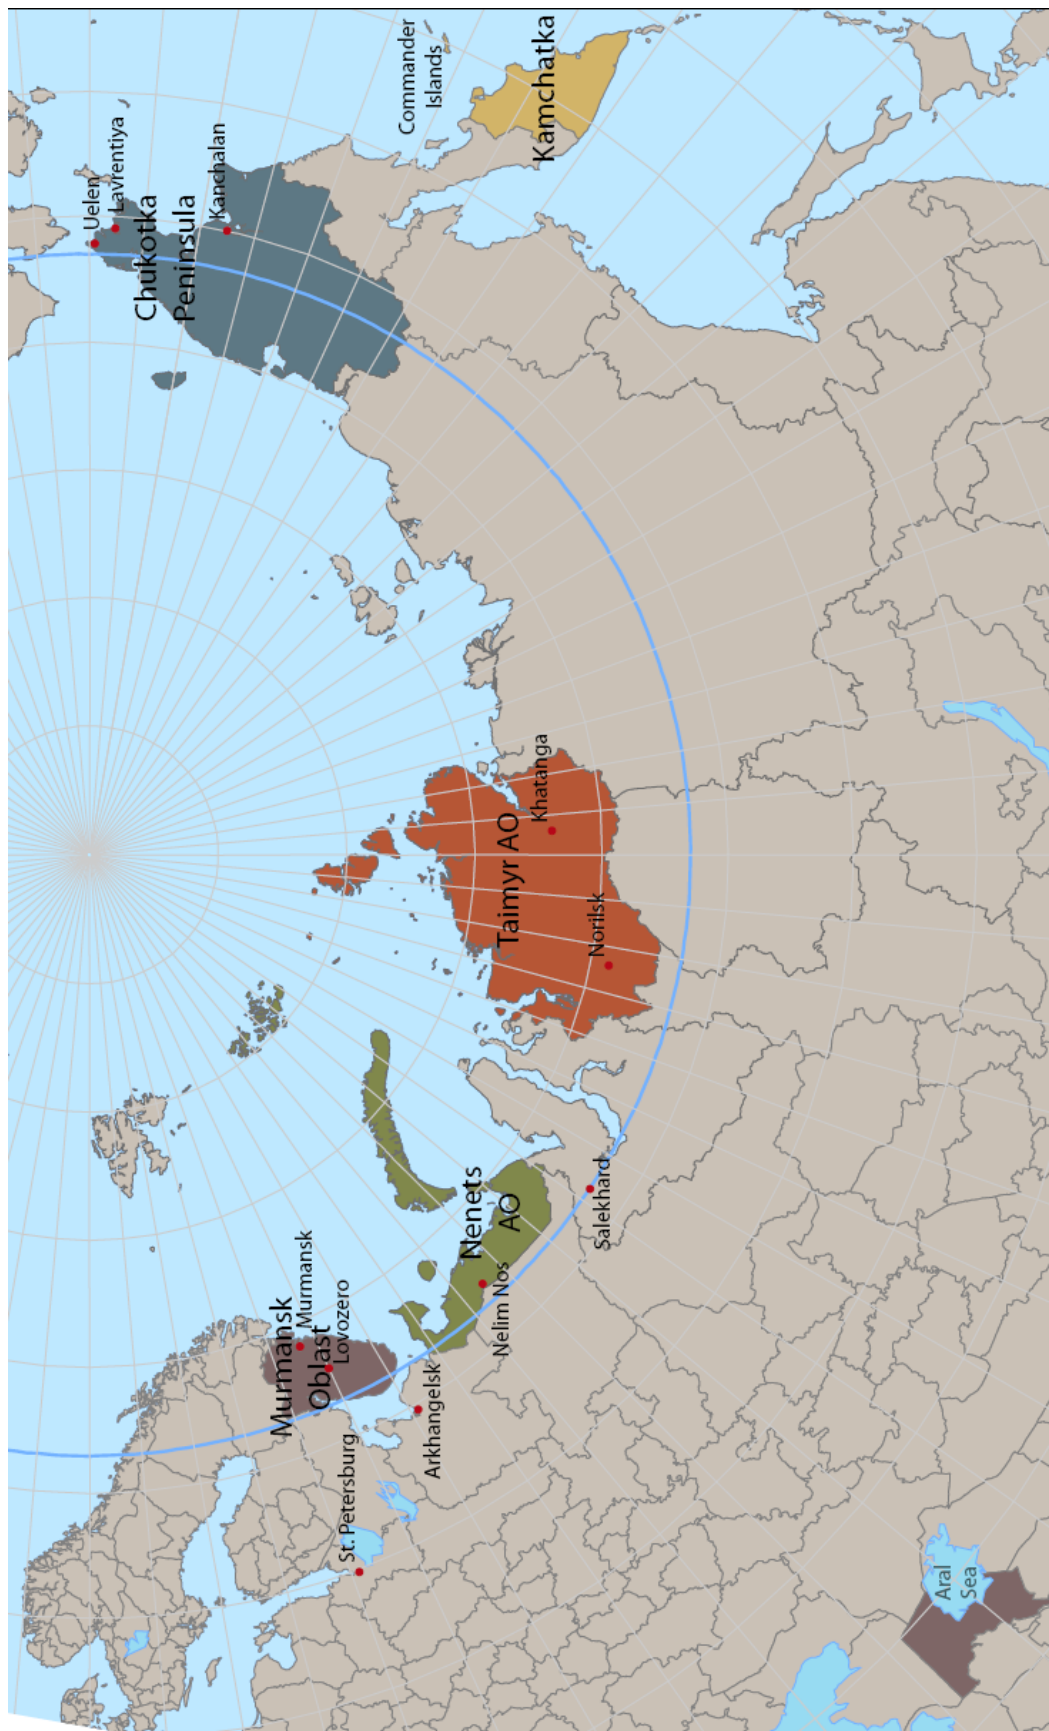 Murmansk
Oblast
Murmansk
Lovozero
St. Petersburg
Arkhangelsk
Nenets
AO
Nelim Nos
Salekhard
Taimyr AO
Norilsk
Khatanga
Uelen
Lavrentiya
Chukotka
Peninsula
Kanchalan
Commander
Islands
Kamchatka
Aral
Sea